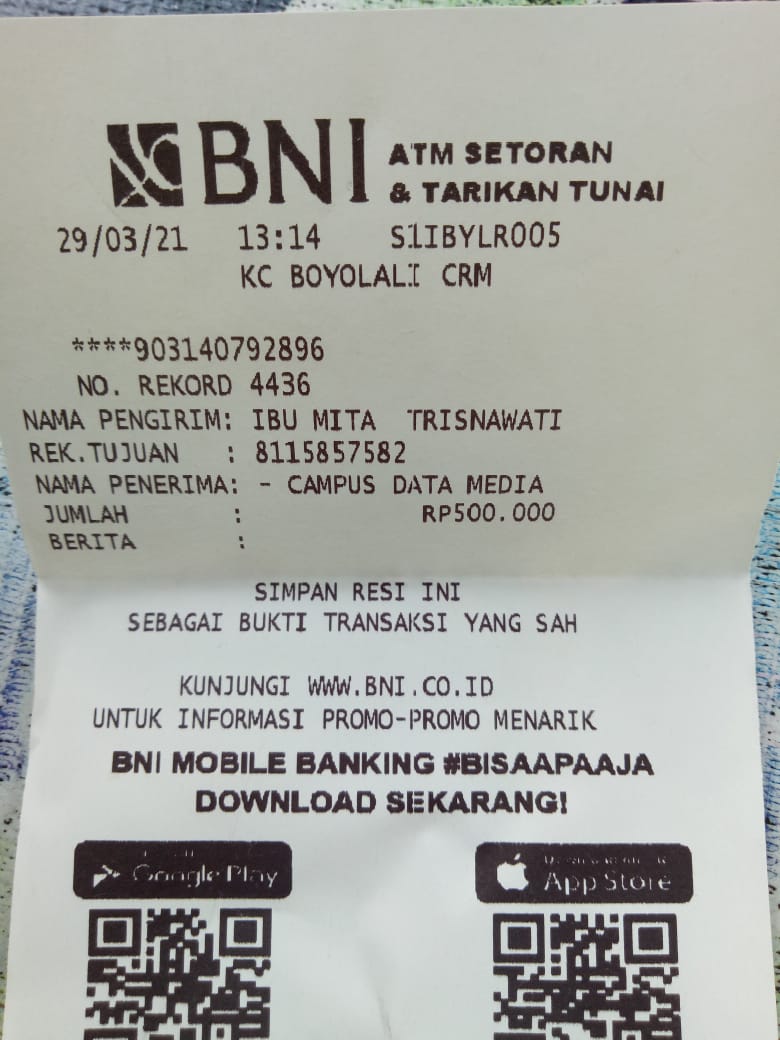 BNI ATM SETORAN
& TARIKAN TUNAI
29/03/21 13:14 S1IBYLR005
KC BOYOLALI CRM
****903140792896
NO. REKORD 4436
NAMA PENGIRIM: IBU MITA TRISNAWATI
REK.TUJUAN : 8115857582
NAMA PENERIMA: - CAMPUS DATA MEDIA
JUMLAH : RP500.000
BERITA :
SIMPAN RESI INI
SEBAGAI BUKTI TRANSAKSI YANG SAH
KUNJUNGI WWW.BNI.CO.ID
UNTUK INFORMASI PROMO-PROMO MENARIK
BNI MOBILE BANKING #BISAAPAAJA
DOWNLOAD SEKARANG!
Google Play
App Store